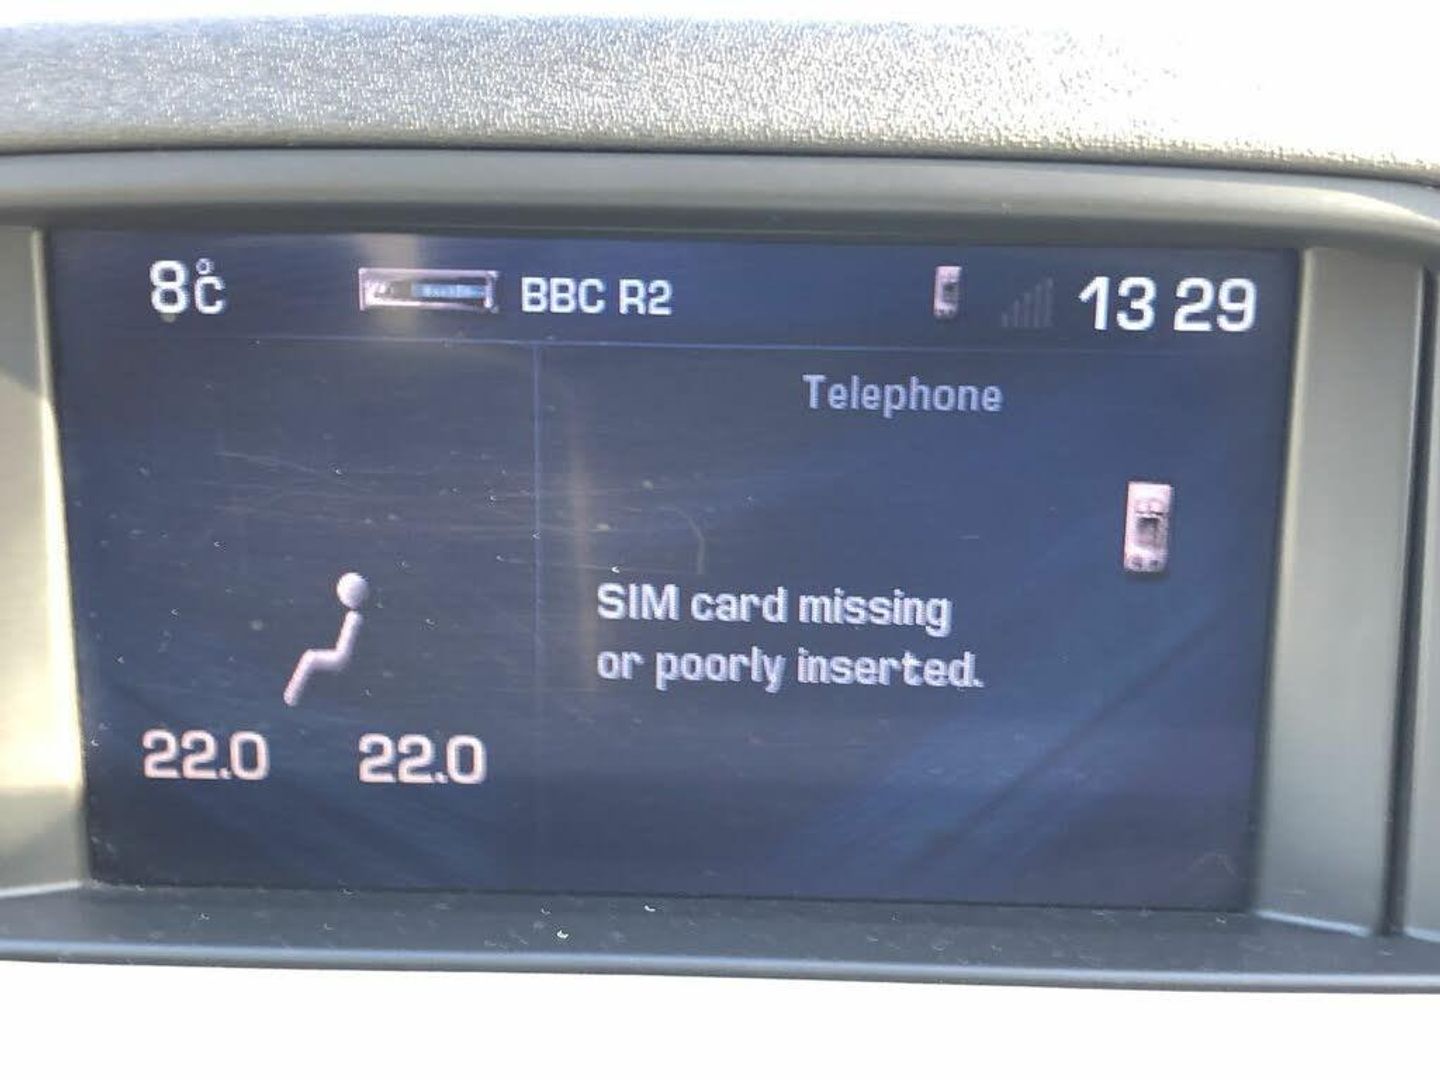 8°C
BBC R2
13 29
Telephone
SIM card missing
or poorly inserted.
22.0 22.0